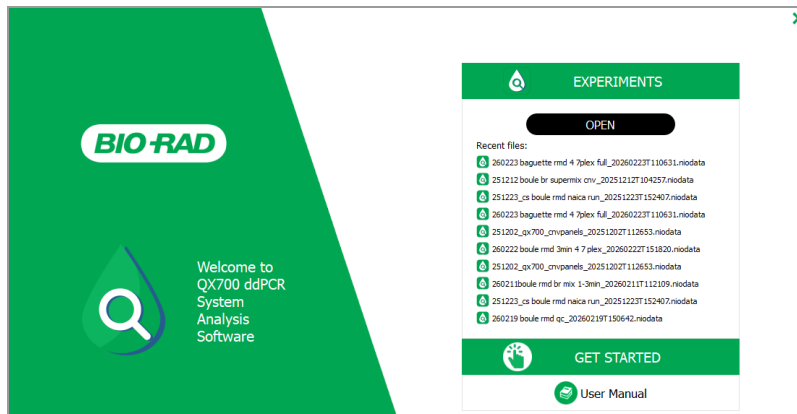 BIO-RAD
Welcome to
QX700 ddPCR
System
Analysis
Software
EXPERIMENTS
OPEN
Recent files:
260223 baguette rmd 4 7plex full_20260223T110631.niodata
251212 boule br supermix cnv_20251212T104257.niodata
251223_cs boule rmd naica run_20251223T152407.niodata
260223 baguette rmd 4 7plex full_20260223T110631.niodata
251202_qx700_cnvpanels_20251202T112653.niodata
260222 boule rmd 3min 4 7 plex_20260222T151820.niodata
251202_qx700_cnvpanels_20251202T112653.niodata
260211boule rmd br mix 1-3min_20260211T112109.niodata
251223_cs boule rmd naica run_20251223T152407.niodata
260219 boule rmd qc_20260219T150642.niodata
GET STARTED
User Manual